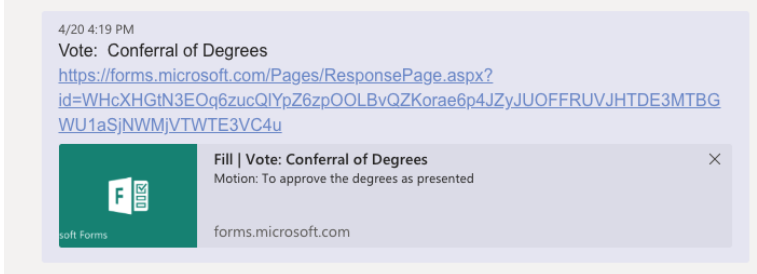 4/20 4:19 PM
Vote: Conferral of Degrees
https://forms.microsoft.com/Pages/ResponsePage.aspx?
id=WHcXHGtN3EOq6zucQlYpZ6zpOOLBvQZKorae6p4JZyJUOFFRUVJHTDE3MTBG
WU1aSjNWMjVTWTE3VC4u
Fill | Vote: Conferral of Degrees
Motion: To approve the degrees as presented
F
soft Forms
forms.microsoft.com